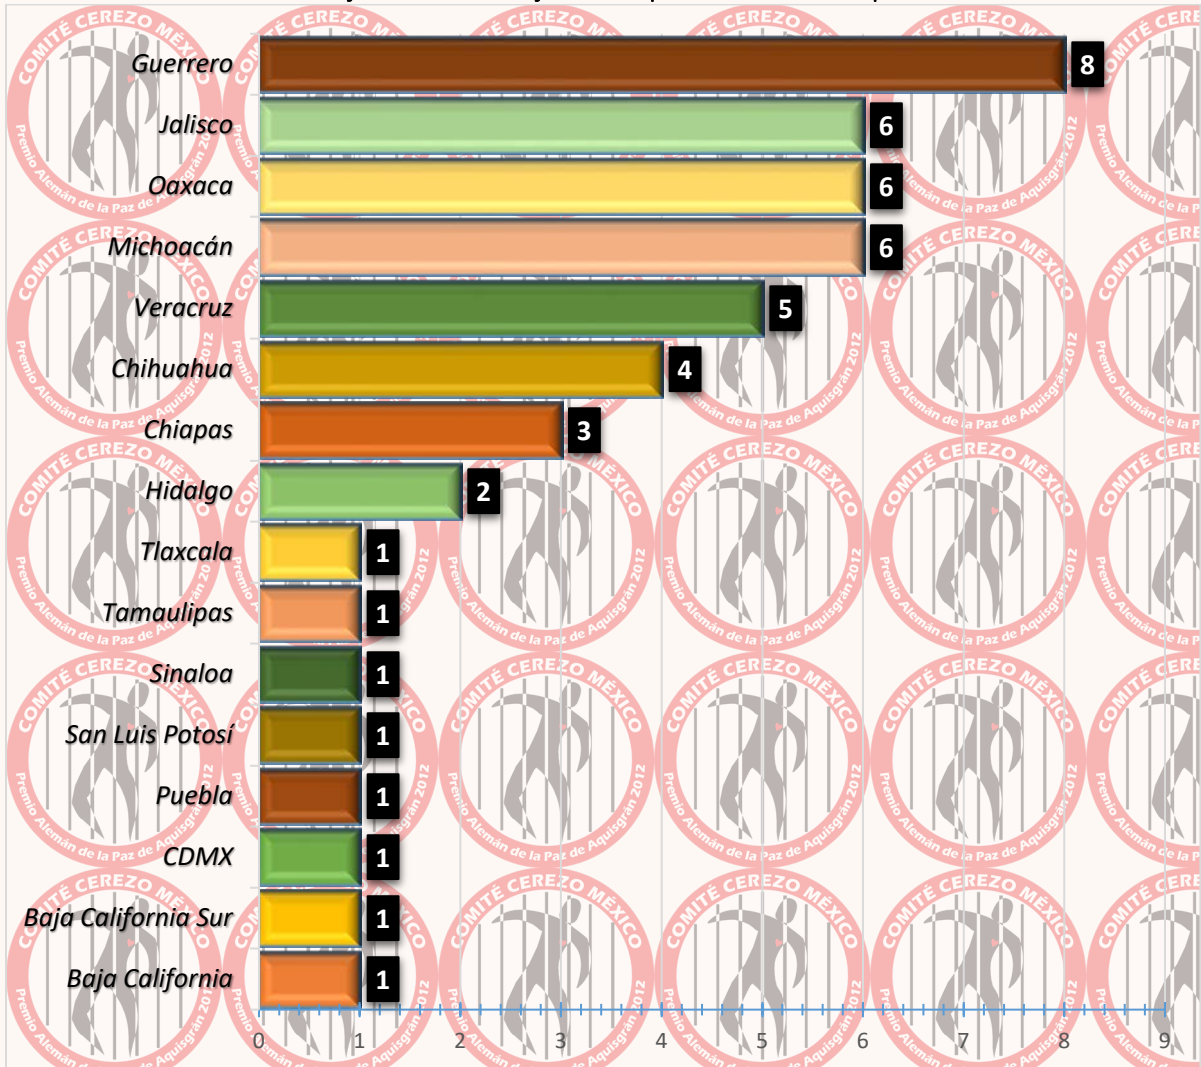 Guerrero 8
Jalisco 6
Oaxaca 6
Michoacán 6
Veracruz 5
Chihuahua 4
Chiapas 3
Hidalgo 2
Tlaxcala 1
Tamaulipas 1
Sinaloa 1
San Luis Potosí 1
Puebla 1
CDMX 1
Baja California Sur 1
Baja California 1
0 1 2 3 4 5 6 7 8 9
COMITÉ CEREZO MÉXICO
Premio Alemán de la Paz de Aquisgrán 2012